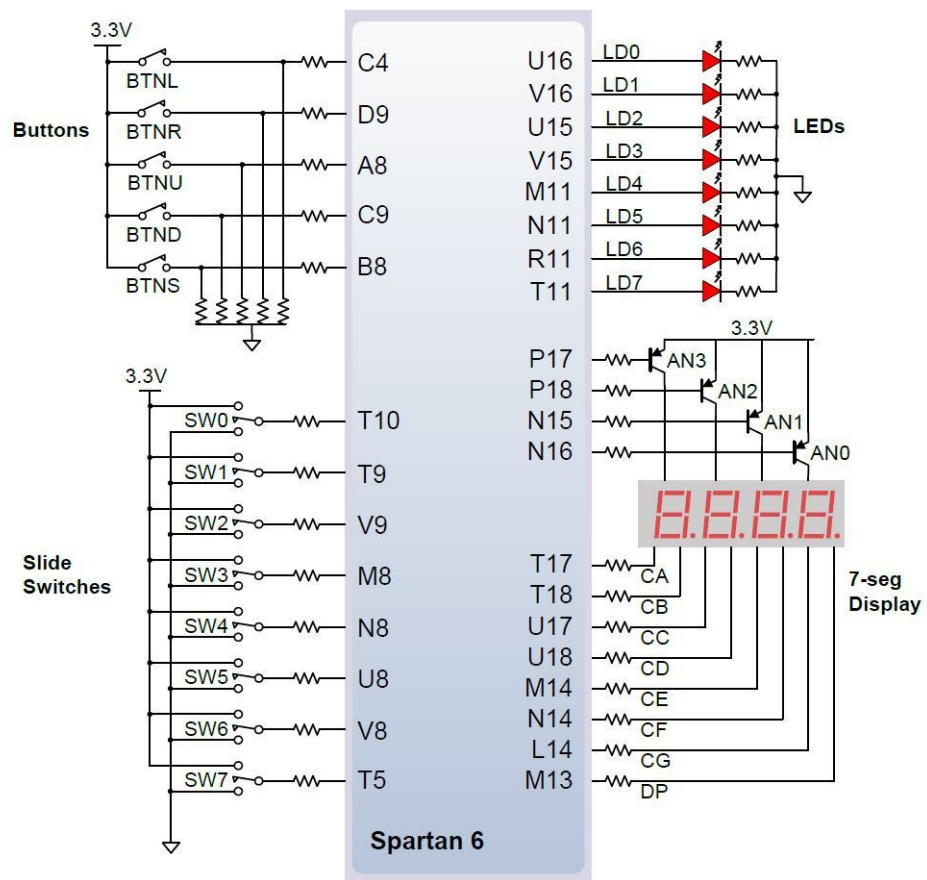 3.3V
BTNL
BTNR
BTNU
BTND
BTNS
Buttons
C4
D9
A8
C9
B8
3.3V
SW0
SW1
SW2
SW3
SW4
SW5
SW6
SW7
Slide
Switches
T10
T9
V9
M8
N8
U8
V8
T5
Spartan 6
U16
V16
U15
V15
M11
N11
R11
T11
LD0
LD1
LD2
LD3
LD4
LD5
LD6
LD7
LEDs
3.3V
P17
P18
N15
N16
AN3
AN2
AN1
AN0
8.8.8.8.
T17
T18
U17
U18
M14
N14
L14
M13
CA
CB
CC
CD
CE
CF
CG
DP
7-seg
Display